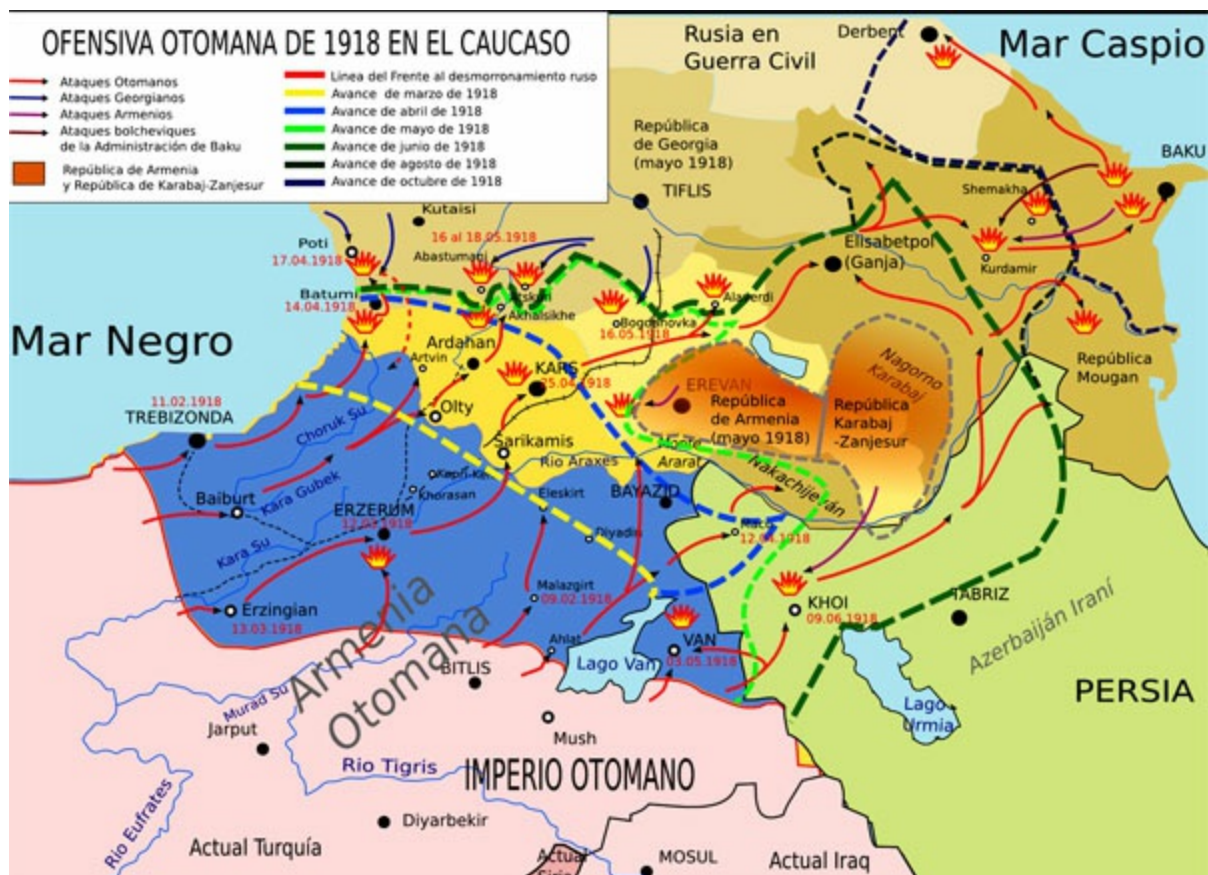 OFENSIVA OTOMANA DE 1918 EN EL CAUCASO
Ataques Otomanos
Ataques Georgianos
Ataques Armenios
Ataques bolcheviques
de la Administración de Baku
República de Armenia
y República de Karabaj-Zanjesur
Linea del Frente al desmorronamiento ruso
Avance de marzo de 1918
Avance de abril de 1918
Avance de mayo de 1918
Avance de junio de 1918
Avance de agosto de 1918
Avance de octubre de 1918
Rusia en
Guerra Civil
Derbent
Mar Caspio
República
de Georgia
(mayo 1918)
BAKU
TIFLIS
Shemakha
Kutaisi
16 al 18.05.1918
Poti
17.04.1918
Abastumani
Elisabetpol
(Ganja)
Kurdamir
Batumi
14.04.1918
Akhalsikhe
Alaverdi
Bogdanovka
16.05.1918
Mar Negro
Ardahan
Artvin
KARS
25.04.1918
Nagorno
Karabaj
República
Mougan
11.02.1918
TREBIZONDA
Olty
EREVAN
República
de Armenia
(mayo 1918)
República
Karabaj
-Zanjesur
Choruk Su
Sarikamis
Rio Araxes
Ararat
Nakachiján
Kara Gubek
Baiburt
Khorasan
Eleskirt
BAYAZID
ERZERUM
Diyadin
12.04.1918
Kara Su
Malazgirt
09.02.1918
KHOI
09.06.1918
TABRIZ
Erzingian
13.03.1918
Armenia
Otomana
Ahlat
VAN
03.05.1918
Azerbaiján Iraní
Lago Van
BITLIS
PERSIA
Murad Su
Lago
Urmia
Jarput
Mush
Rio Tigris
IMPERIO OTOMANO
Rio Eufrates
Diyarbekir
Actual Turquía
Actual
MOSUL
Actual Iraq